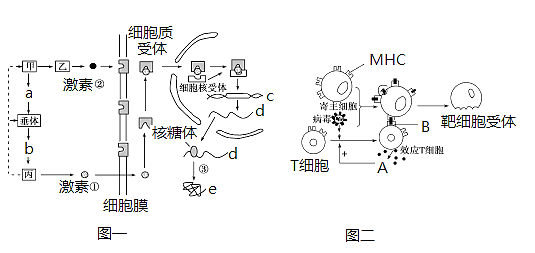 细胞质
受体
甲
乙
激素②
细胞核受体
a
c
垂体
d
核糖体
b
d
③
丙
激素①
e
细胞膜
图一
MHC
寄主细胞
病毒
B
靶细胞受体
效应T细胞
T细胞
+
A
图二